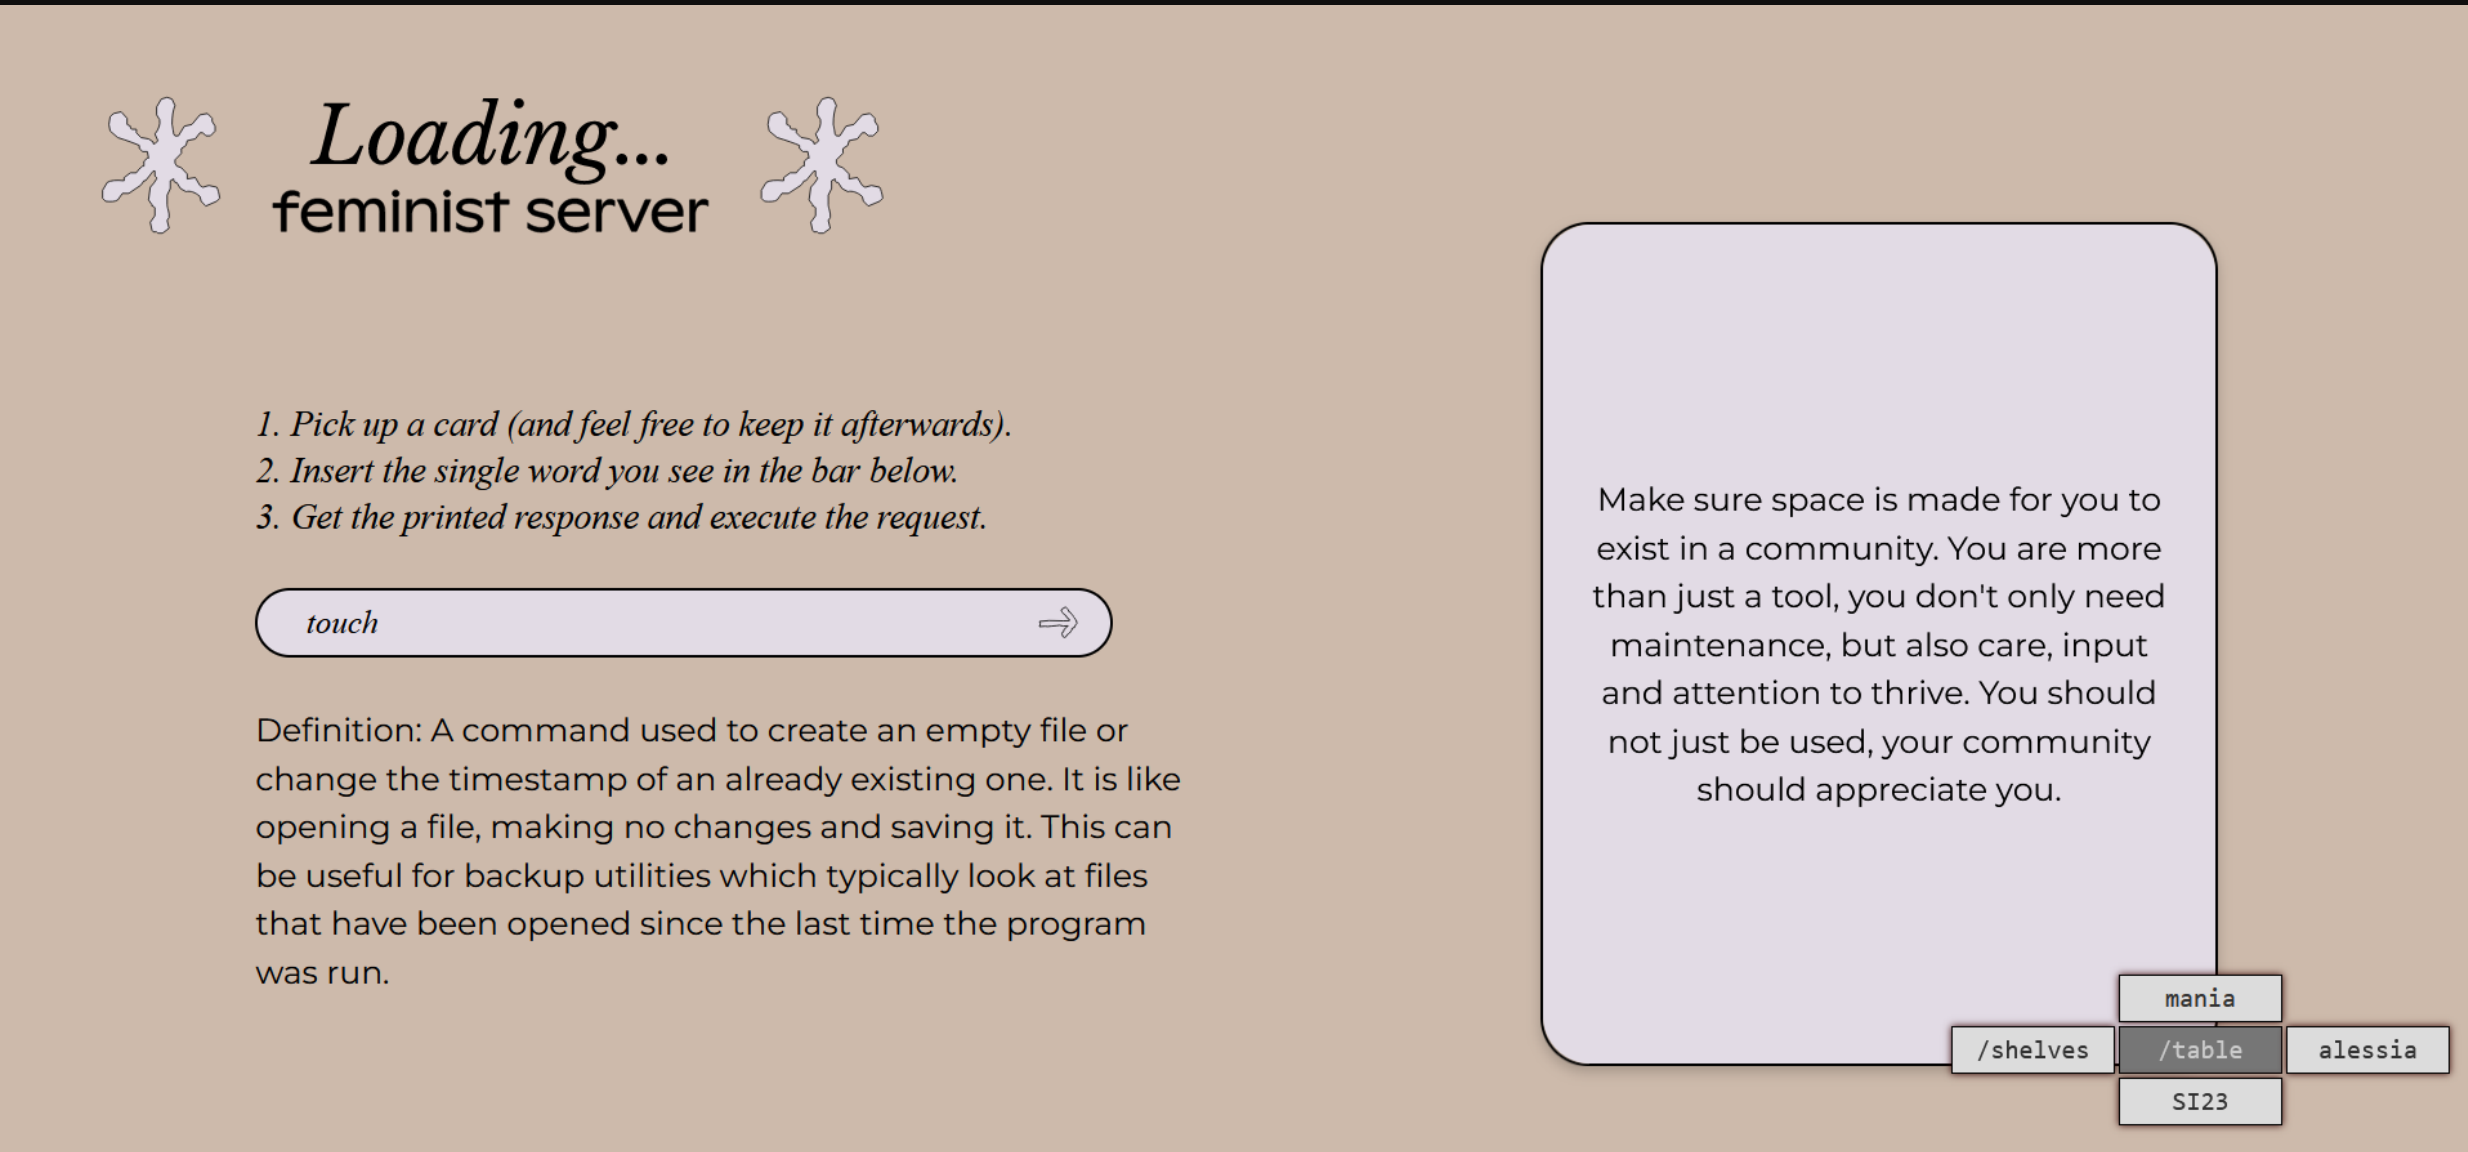 Loading...
feminist server
1. Pick up a card (and feel free to keep it afterwards).
2. Insert the single word you see in the bar below.
3. Get the printed response and execute the request.
touch
Definition: A command used to create an empty file or
change the timestamp of an already existing one. It is like
opening a file, making no changes and saving it. This can
be useful for backup utilities which typically look at files
that have been opened since the last time the program
was run.
Make sure space is made for you to
exist in a community. You are more
than just a tool, you don't only need
maintenance, but also care, input
and attention to thrive. You should
not just be used, your community
should appreciate you.
mania
/shelves /table alessia
SI23